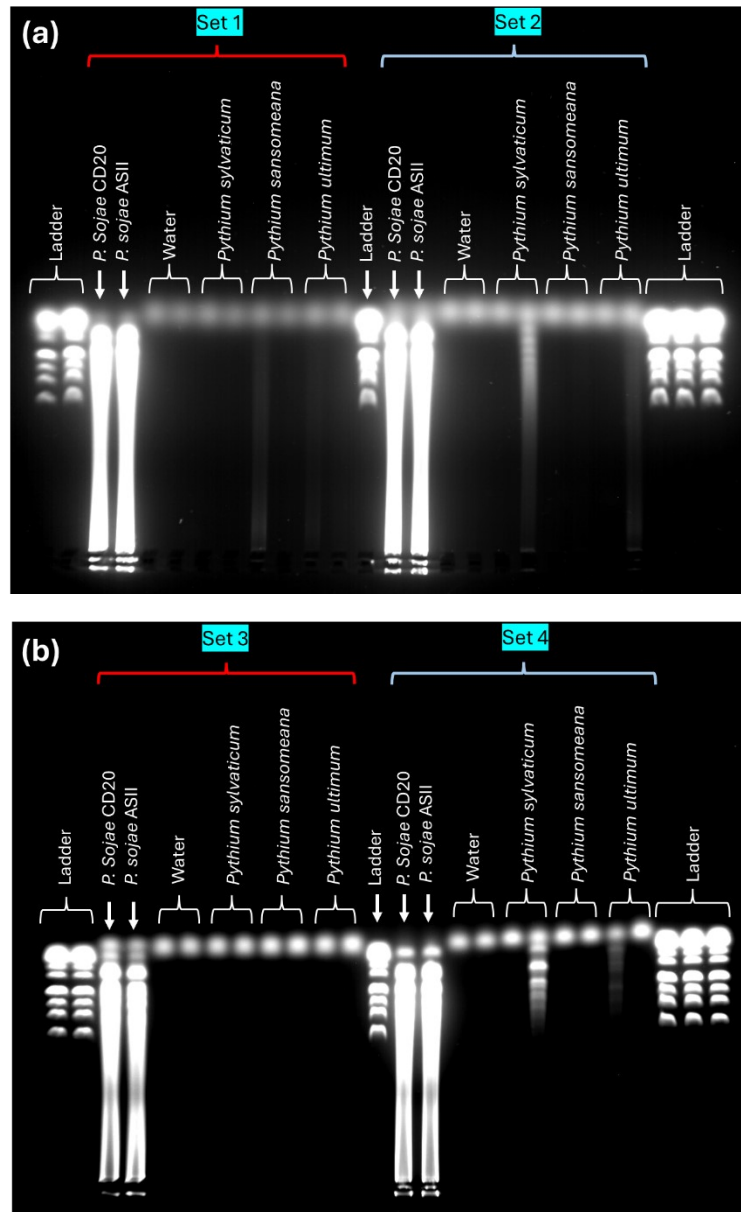 (a)
Set 1
Set 2
Ladder
P. Sojae CD20
P. sojae ASII
Water
Pythium sylvaticum
Pythium sansomeana
Pythium ultimum
Ladder
P. Sojae CD20
P. sojae ASII
Water
Pythium sylvaticum
Pythium sansomeana
Pythium ultimum
Ladder
(b)
Set 3
Set 4
Ladder
P. Sojae CD20
P. sojae ASII
Water
Pythium sylvaticum
Pythium sansomeana
Pythium ultimum
Ladder
P. Sojae CD20
P. sojae ASII
Water
Pythium sylvaticum
Pythium sansomeana
Pythium ultimum
Ladder